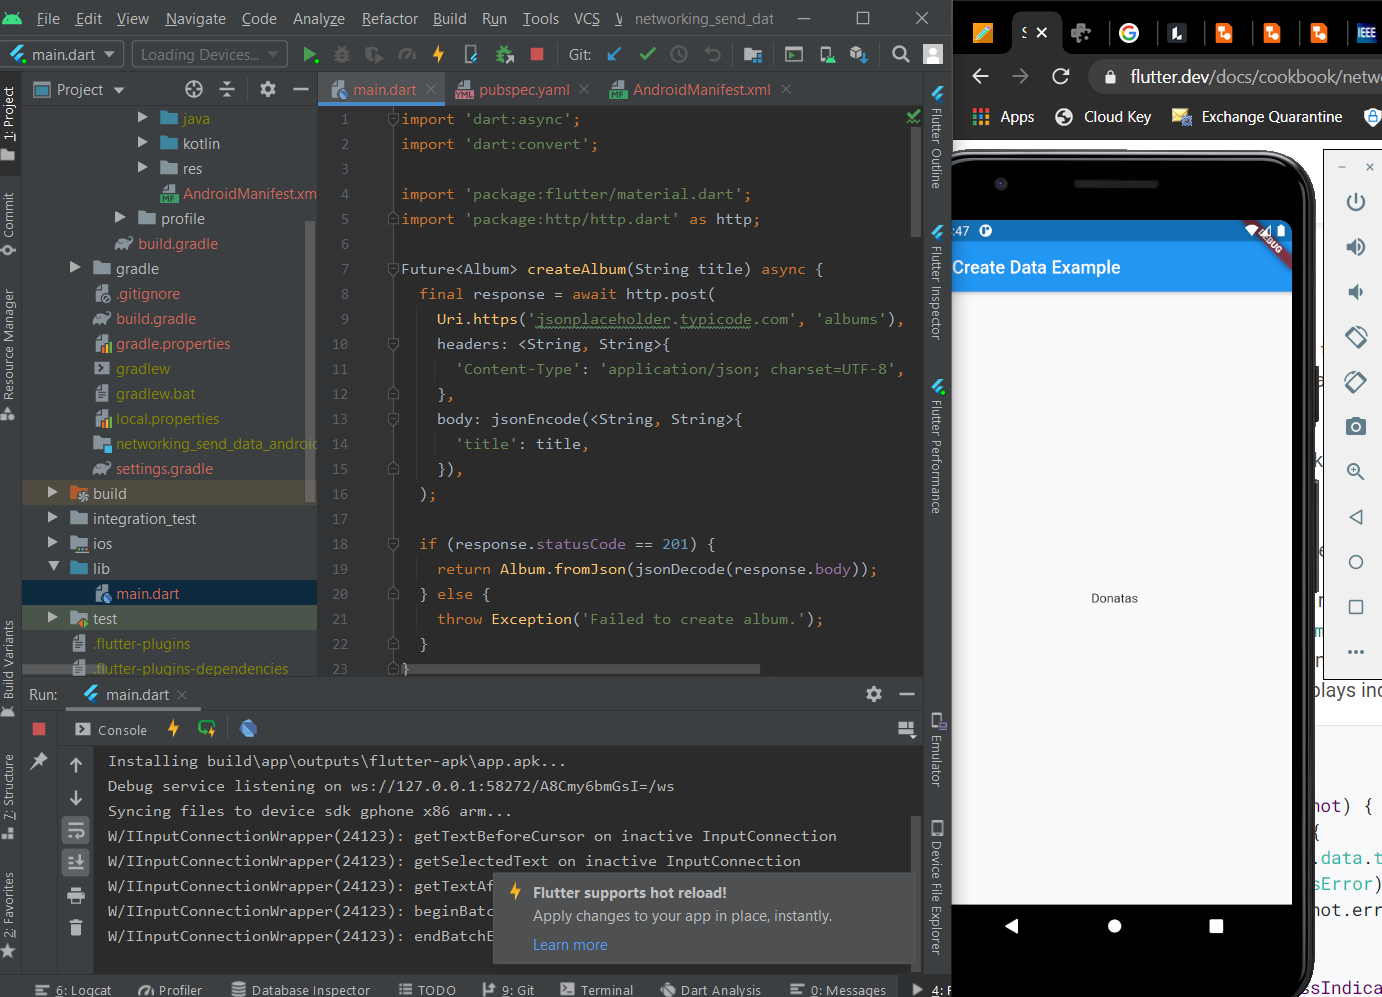 File Edit View Navigate Code Analyze Refactor Build Run Tools VCS networking_send_dat
main.dart Loading Devices... Git:
Project main.dart pubspec.yaml AndroidManifest.xml
1: Project
Commit
Resource Manager
Build Variants
7: Structure
2: Favorites
java
kotlin
res
AndroidManifest.xm
profile
build.gradle
gradle
.gitignore
build.gradle
gradle.properties
gradlew
gradlew.bat
local.properties
networking_send_data_androi
settings.gradle
build
integration_test
ios
lib
main.dart
test
.flutter-plugins
.flutter-plugins-dependencies
1 import 'dart:async';
2 import 'dart:convert';
3
4 import 'package:flutter/material.dart';
5 import 'package:http/http.dart' as http;
6
7 Future<Album> createAlbum(String title) async {
8 final response = await http.post(
9 Uri.https('jsonplaceholder.typicode.com', 'albums'),
10 headers: <String, String>{
11 'Content-Type': 'application/json; charset=UTF-8',
12 },
13 body: jsonEncode(<String, String>{
14 'title': title,
15 }),
16 );
17
18 if (response.statusCode == 201) {
19 return Album.fromJson(jsonDecode(response.body));
20 } else {
21 throw Exception('Failed to create album.');
22 }
23 }
Flutter Outline
Flutter Inspector
Flutter Performance
Emulator
Device File Explorer
Run: main.dart
Console
Installing build\app\outputs\flutter-apk\app.apk...
Debug service listening on ws://127.0.0.1:58272/A8Cmy6bmGsI=/ws
Syncing files to device sdk gphone x86 arm...
W/IInputConnectionWrapper(24123): getTextBeforeCursor on inactive InputConnection
W/IInputConnectionWrapper(24123): getSelectedText on inactive InputConnection
W/IInputConnectionWrapper(24123): getTextAf
W/IInputConnectionWrapper(24123): beginBatc
W/IInputConnectionWrapper(24123): endBatchE
Flutter supports hot reload!
Apply changes to your app in place, instantly.
Learn more
6: Logcat Profiler Database Inspector TODO 9: Git Terminal Dart Analysis 0: Messages 4:
IEEE
flutter.dev/docs/cookbook/netw
Apps Cloud Key Exchange Quarantine
:47
DEBUG
Create Data Example
Donatas
plays ind
not) {
{
.data.t
sError)
not.err
ssIndica